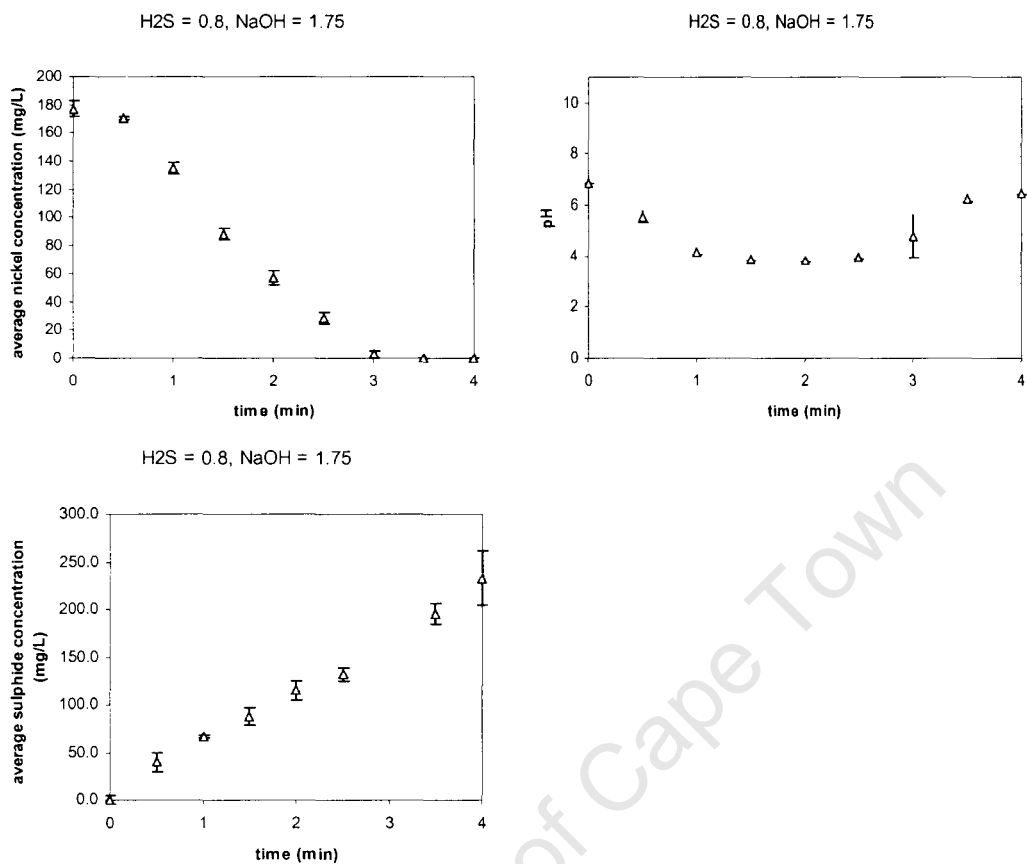 H2S = 0.8, NaOH = 1.75
200
180
160
140
120
100
80
60
40
20
0
average nickel concentration (mg/L)
0 1 2 3 4
time (min)
H2S = 0.8, NaOH = 1.75
10
8
6
4
2
0
pH
0 1 2 3 4
time (min)
H2S = 0.8, NaOH = 1.75
300.0
250.0
200.0
150.0
100.0
50.0
0.0
average sulphide concentration
(mg/L)
0 1 2 3 4
time (min)
of Cape Town